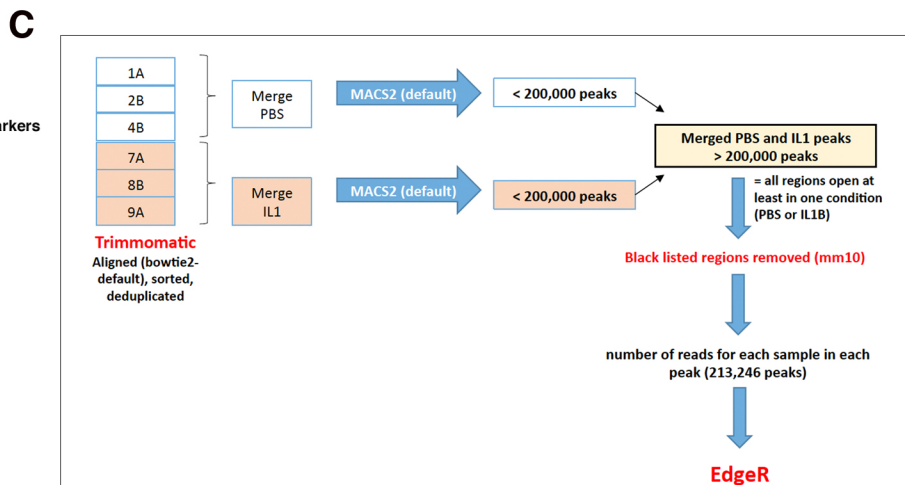 C
arkers
1A
2B
4B
7A
8B
9A
Merge
PBS
Merge
IL1
MACS2 (default)
MACS2 (default)
< 200,000 peaks
< 200,000 peaks
Merged PBS and IL1 peaks
> 200,000 peaks
= all regions open at
least in one condition
(PBS or IL1B)
Trimmomatic
Aligned (bowtie2-
default), sorted,
deduplicated
Black listed regions removed (mm10)
number of reads for each sample in each
peak (213,246 peaks)
EdgeR